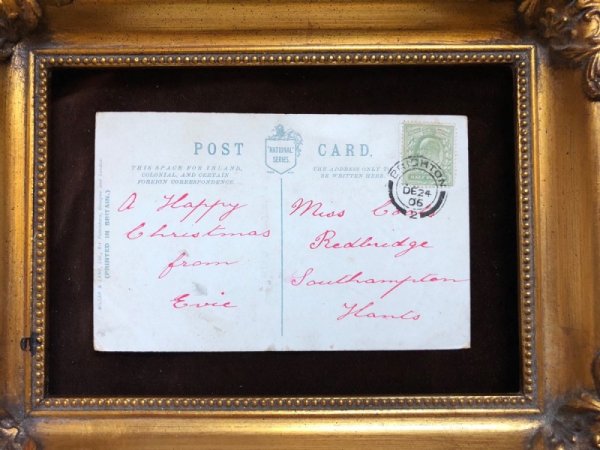 POST CARD.
"NATIONAL" SERIES.
THIS SPACE FOR INLAND,
COLONIAL, AND CERTAIN
FOREIGN CORRESPONDENCE.
THE ADDRESS ONLY TO
BE WRITTEN HERE.
BRIGHTON
DE 24
06
2
A Happy
Christmas
from
Evie
Miss
Redbridge
Southampton
Hants
(PRINTED IN BRITAIN.)